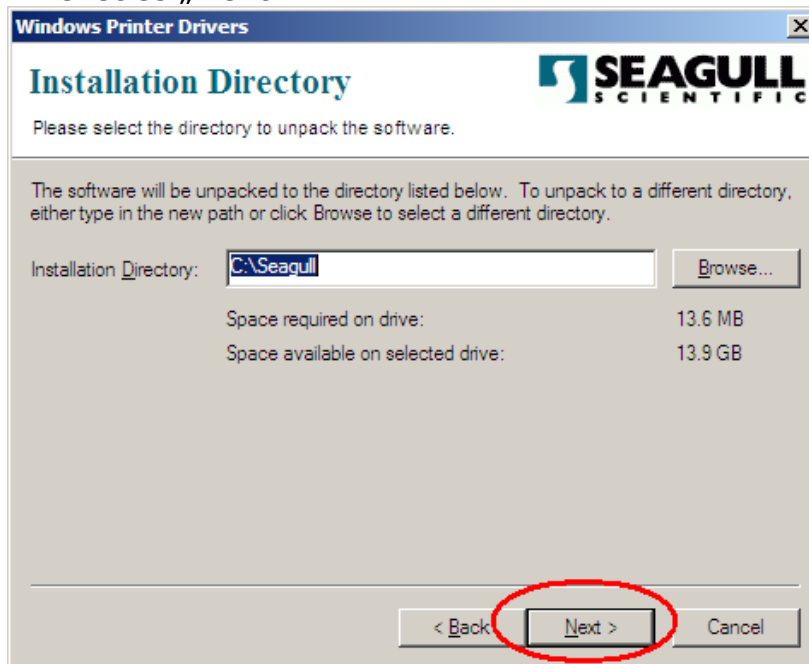 Windows Printer Drivers
Installation Directory
SEAGULL
SCIENTIFIC
Please select the directory to unpack the software.
The software will be unpacked to the directory listed below. To unpack to a different directory,
either type in the new path or click Browse to select a different directory.
Installation Directory: C:\Seagull Browse...
Space required on drive: 13.6 MB
Space available on selected drive: 13.9 GB
< Back Next > Cancel